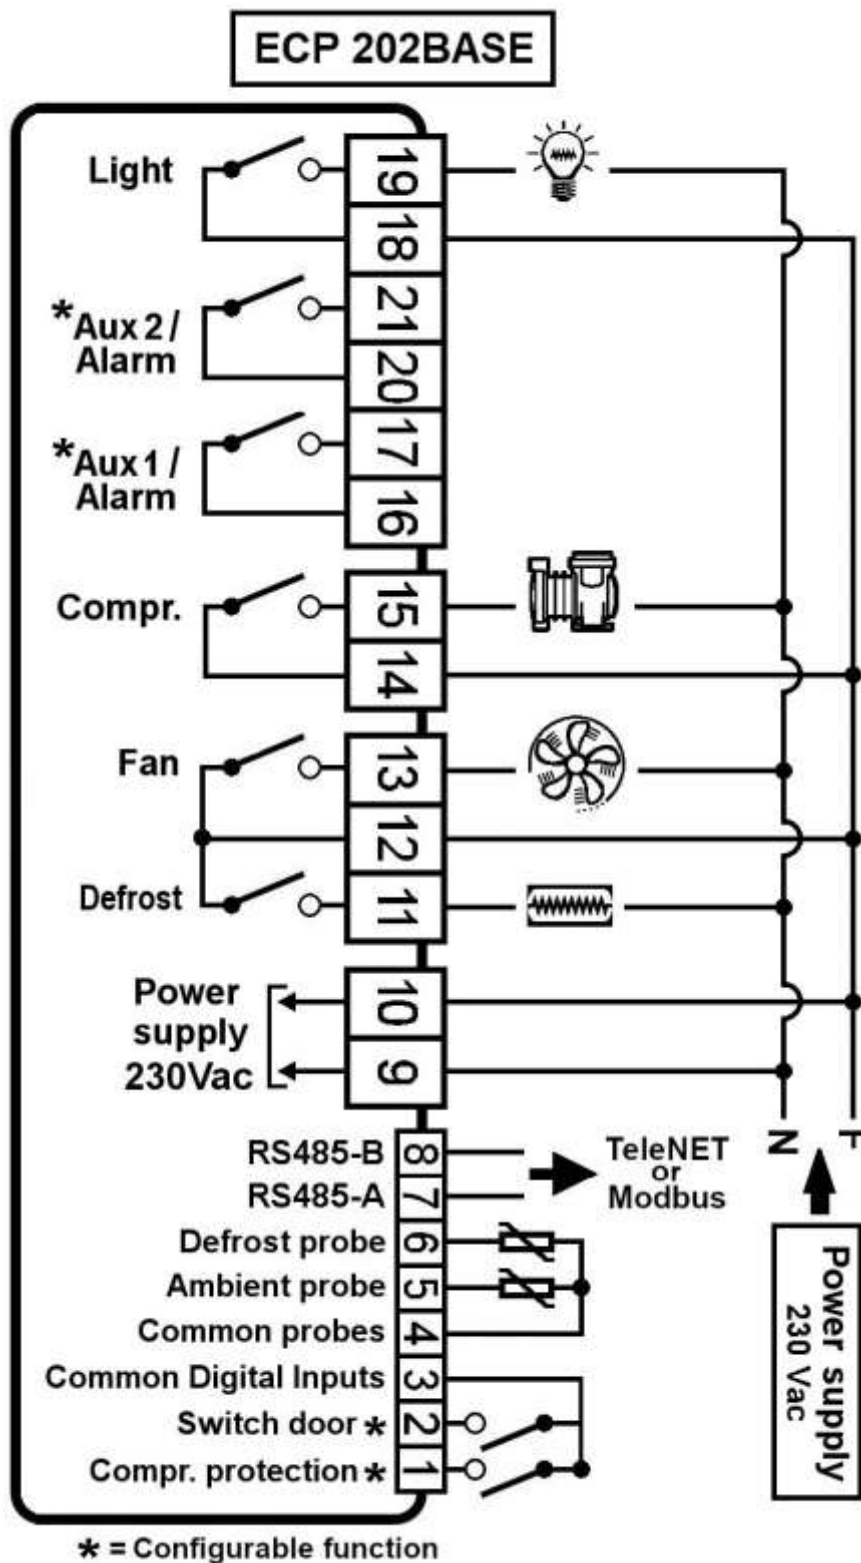 ECP 202BASE
Light
19
18
*Aux 2 /
Alarm
21
20
*Aux 1 /
Alarm
17
16
Compr.
15
14
Fan
13
12
Defrost
11
Power
supply
230Vac
10
9
RS485-B 8
RS485-A 7
TeleNET
or
Modbus
N
F
Defrost probe 6
Ambient probe 5
Common probes 4
Common Digital Inputs 3
Switch door * 2
Compr. protection * 1
Power supply
230 Vac
* = Configurable function